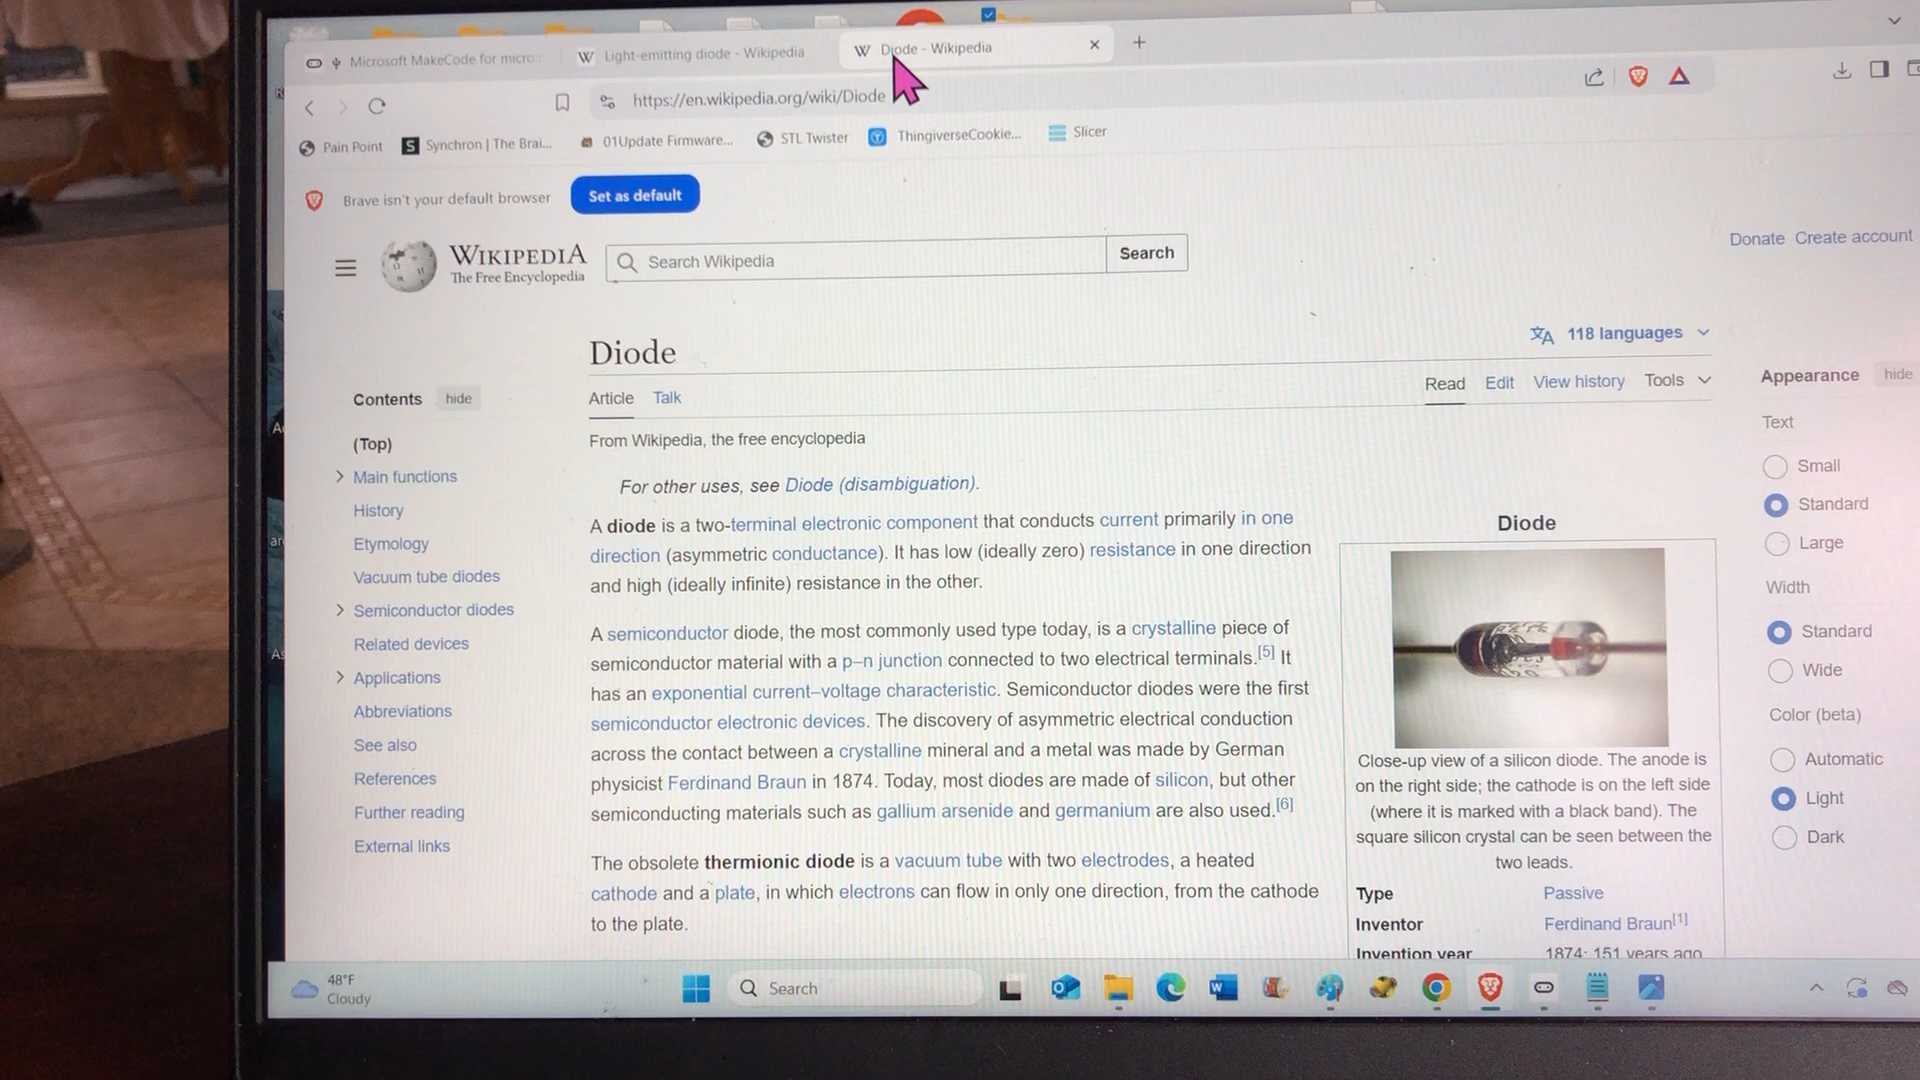 Microsoft MakeCode for micro
Light-emitting diode - Wikipedia
Diode - Wikipedia
https://en.wikipedia.org/wiki/Diode
Pain Point
Synchron | The Brai...
01Update Firmware...
STL Twister
ThingiverseCookie...
Slicer
Brave isn't your default browser
Set as default
WIKIPEDIA
The Free Encyclopedia
Search Wikipedia
Search
Donate Create account
Diode
118 languages
Article Talk
Read Edit View history Tools
From Wikipedia, the free encyclopedia
Contents hide
(Top)
Main functions
History
Etymology
Vacuum tube diodes
Semiconductor diodes
Related devices
Applications
Abbreviations
See also
References
Further reading
External links
For other uses, see Diode (disambiguation).
A diode is a two-terminal electronic component that conducts current primarily in one
direction (asymmetric conductance). It has low (ideally zero) resistance in one direction
and high (ideally infinite) resistance in the other.
A semiconductor diode, the most commonly used type today, is a crystalline piece of
semiconductor material with a p–n junction connected to two electrical terminals.[5] It
has an exponential current–voltage characteristic. Semiconductor diodes were the first
semiconductor electronic devices. The discovery of asymmetric electrical conduction
across the contact between a crystalline mineral and a metal was made by German
physicist Ferdinand Braun in 1874. Today, most diodes are made of silicon, but other
semiconducting materials such as gallium arsenide and germanium are also used.[6]
The obsolete thermionic diode is a vacuum tube with two electrodes, a heated
cathode and a plate, in which electrons can flow in only one direction, from the cathode
to the plate.
Diode
Close-up view of a silicon diode. The anode is
on the right side; the cathode is on the left side
(where it is marked with a black band). The
square silicon crystal can be seen between the
two leads.
Type Passive
Inventor Ferdinand Braun[1]
Invention year 1874; 151 years ago
Appearance hide
Text
Small
Standard
Large
Width
Standard
Wide
Color (beta)
Automatic
Light
Dark
48°F
Cloudy
Search